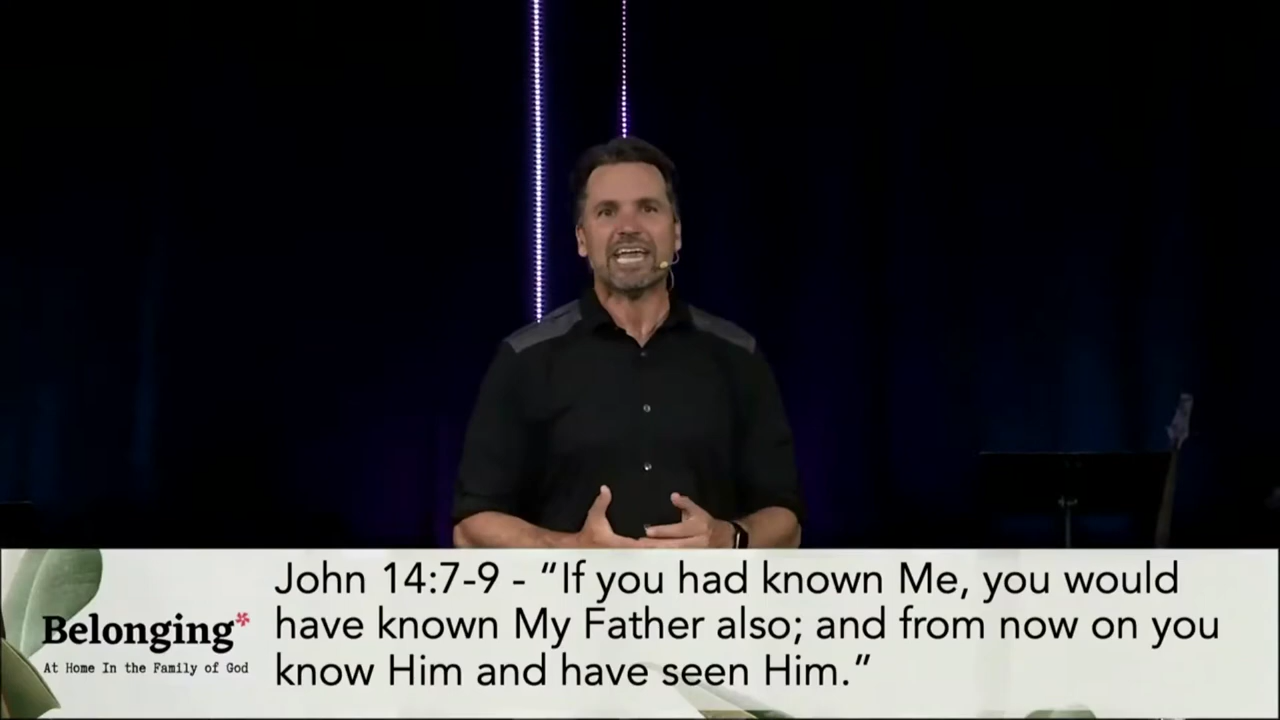 John 14:7-9 - “If you had known Me, you would
have known My Father also; and from now on you
know Him and have seen Him.”
Belonging*
At Home In the Family of God